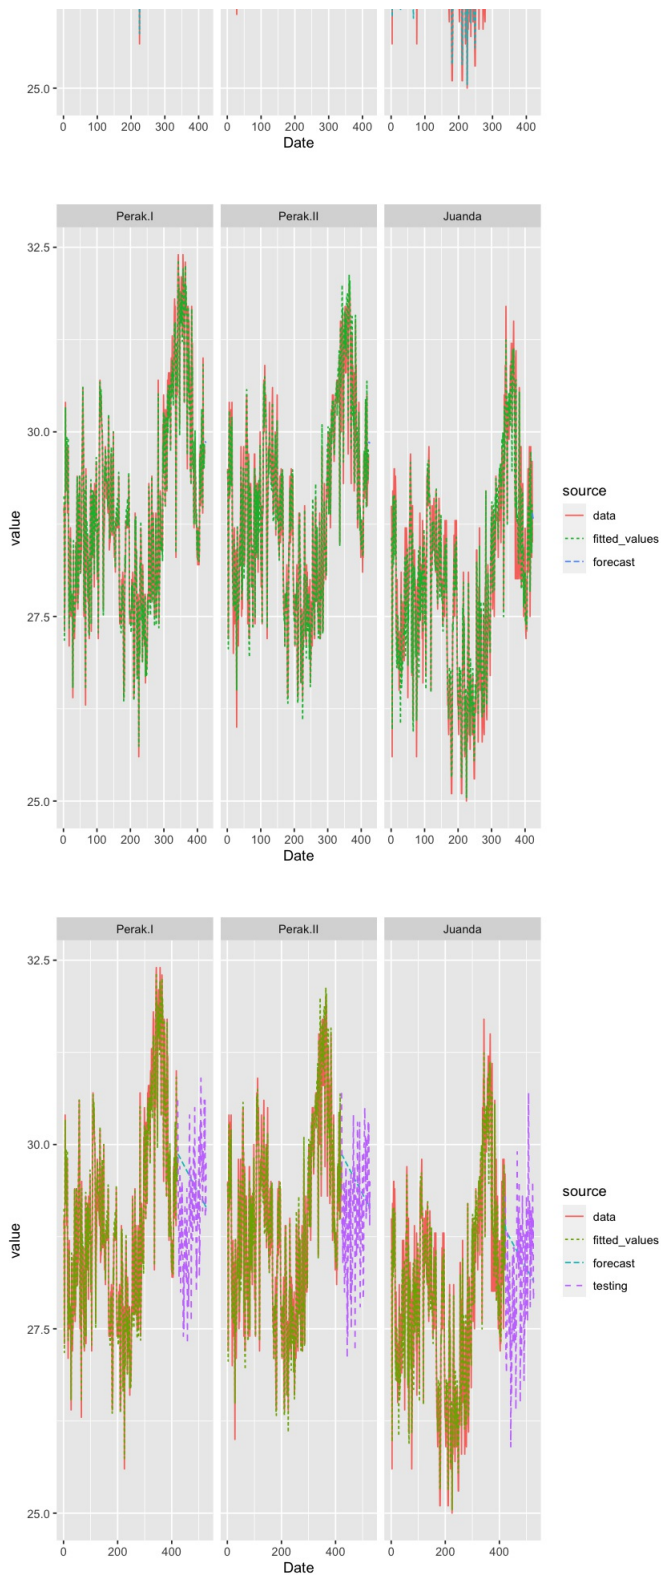 25.0
0 100 200 300 400 0 100 200 300 400 0 100 200 300 400
Date
Perak.I Perak.II Juanda
32.5
30.0
27.5
25.0
value
0 100 200 300 400 0 100 200 300 400 0 100 200 300 400
Date
source
data
fitted_values
forecast
Perak.I Perak.II Juanda
32.5
30.0
27.5
25.0
value
0 200 400 0 200 400 0 200 400
Date
source
data
fitted_values
forecast
testing